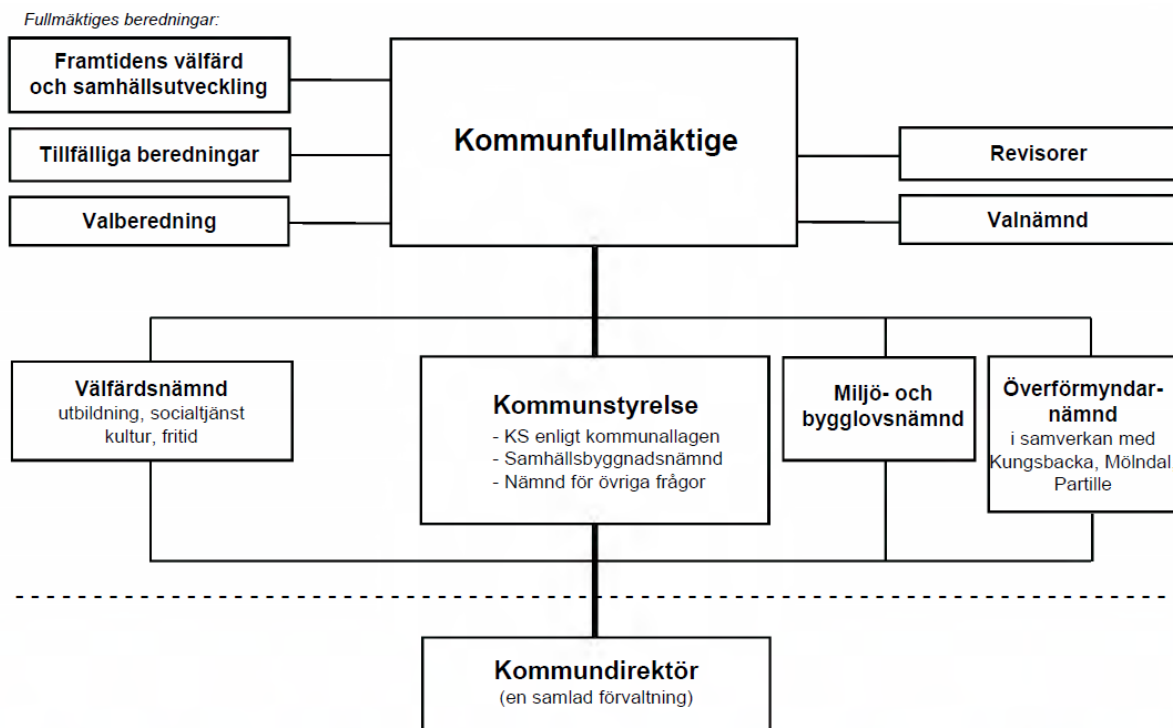 Fullmäktiges beredningar:
Framtidens välfärd
och samhällsutveckling
Tillfälliga beredningar
Valberedning
Kommunfullmäktige
Revisorer
Valnämnd
Välfärdsnämnd
utbildning, socialtjänst
kultur, fritid
Kommunstyrelse
- KS enligt kommunallagen
- Samhällsbyggnadsnämnd
- Nämnd för övriga frågor
Miljö- och
bygglovsnämnd
Överförmyndar-
nämnd
i samverkan med
Kungsbacka, Mölndal,
Partille
Kommundirektör
(en samlad förvaltning)